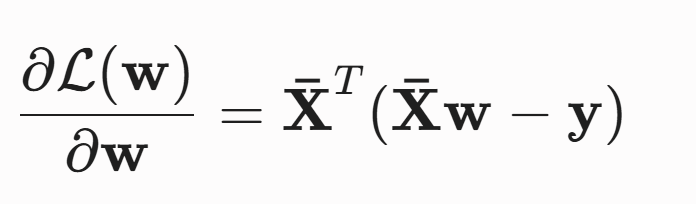 ∂𝓛(𝐰)/∂𝐰 = 𝐗̄ᵀ(𝐗̄𝐰 − 𝐲)